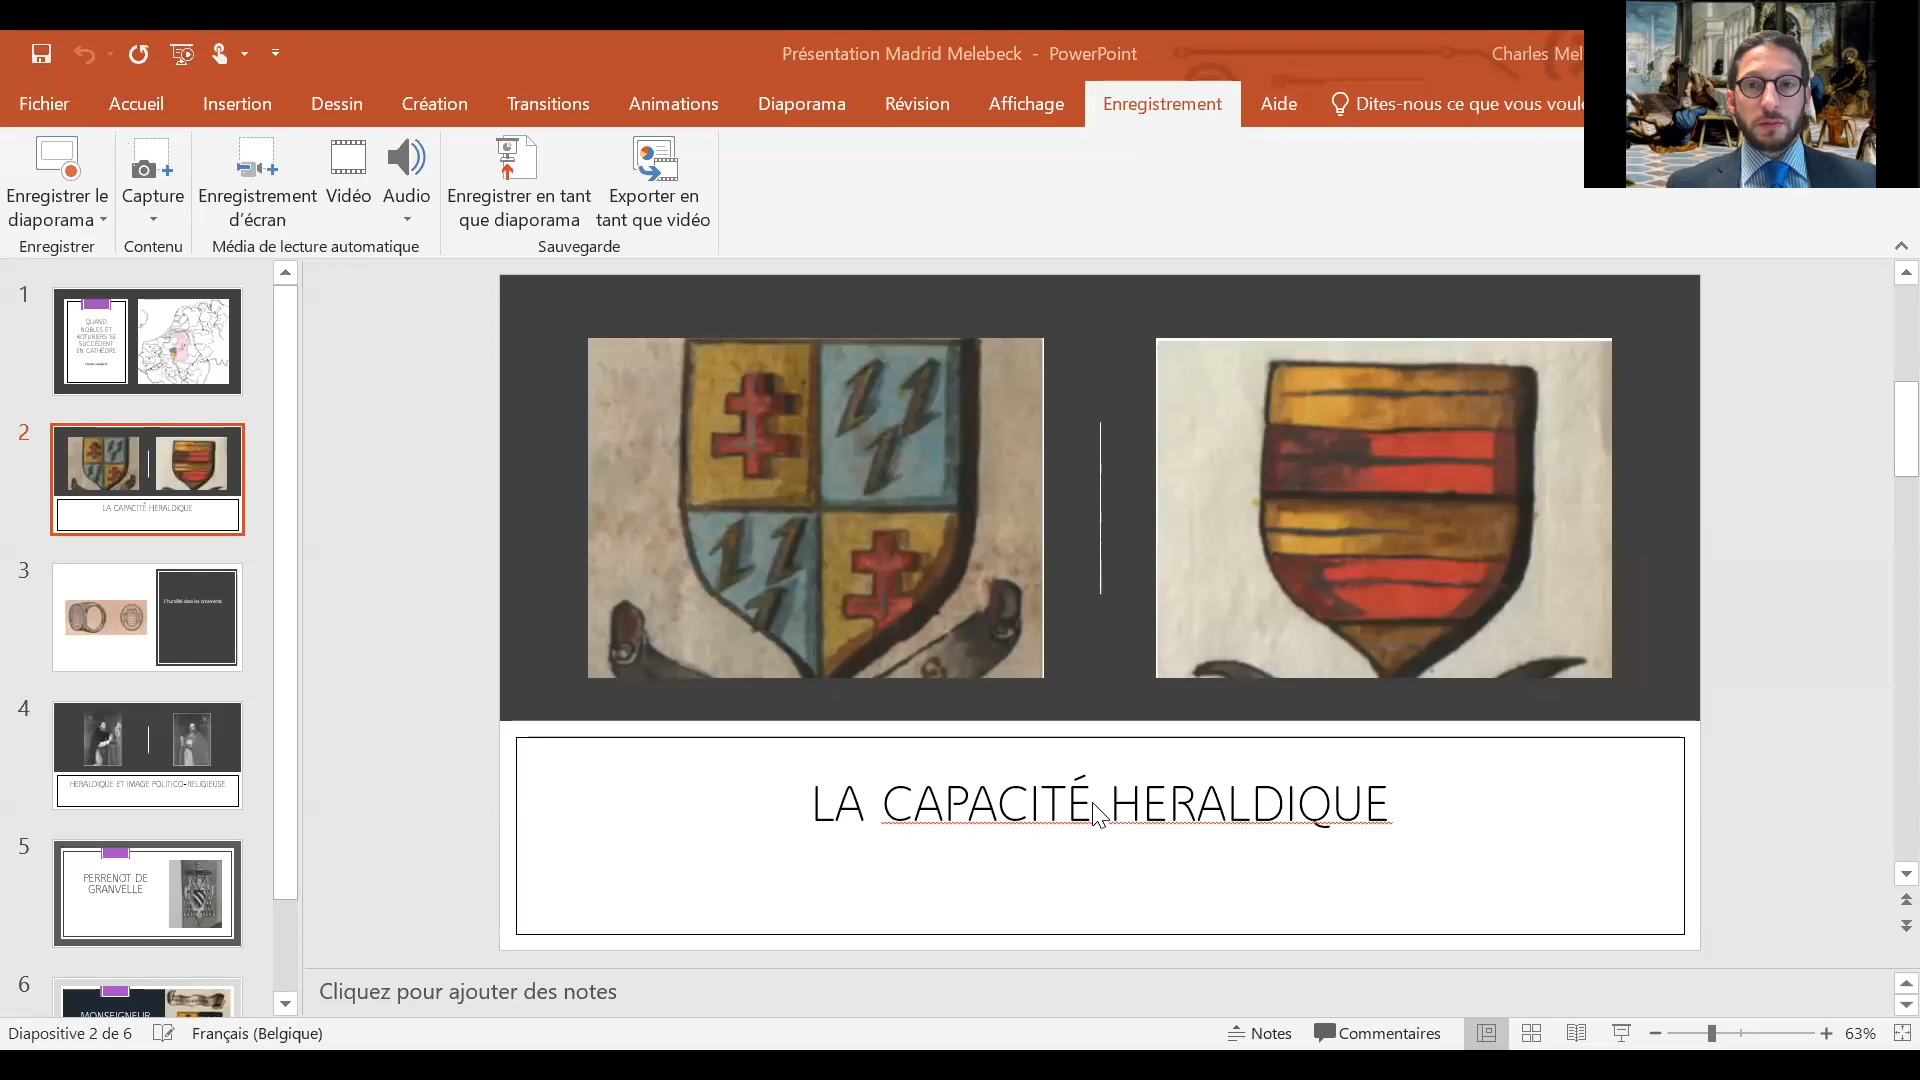 Présentation Madrid Melebeck - PowerPoint
Charles Mel
Fichier Accueil Insertion Dessin Création Transitions Animations Diaporama Révision Affichage Enregistrement Aide Dites-nous ce que vous voule
Enregistrer le diaporama
Capture
Enregistrement d'écran
Vidéo
Audio
Enregistrer en tant que diaporama
Exporter en tant que vidéo
Enregistrer
Contenu
Média de lecture automatique
Sauvegarde
1
QUAND
NOBLES ET
ROTURIERS SE
SUCCÈDENT
EN CATHÈDRE
2
LA CAPACITÉ HERALDIQUE
3
L'humilité dans les ornements
4
HERALDIQUE ET IMAGE POLITICO-RELIGIEUSE
5
PERRENOT DE
GRANVELLE
6
MONSEIGNEUR
LA CAPACITÉ HERALDIQUE
Cliquez pour ajouter des notes
Diapositive 2 de 6 Français (Belgique) Notes Commentaires 63%